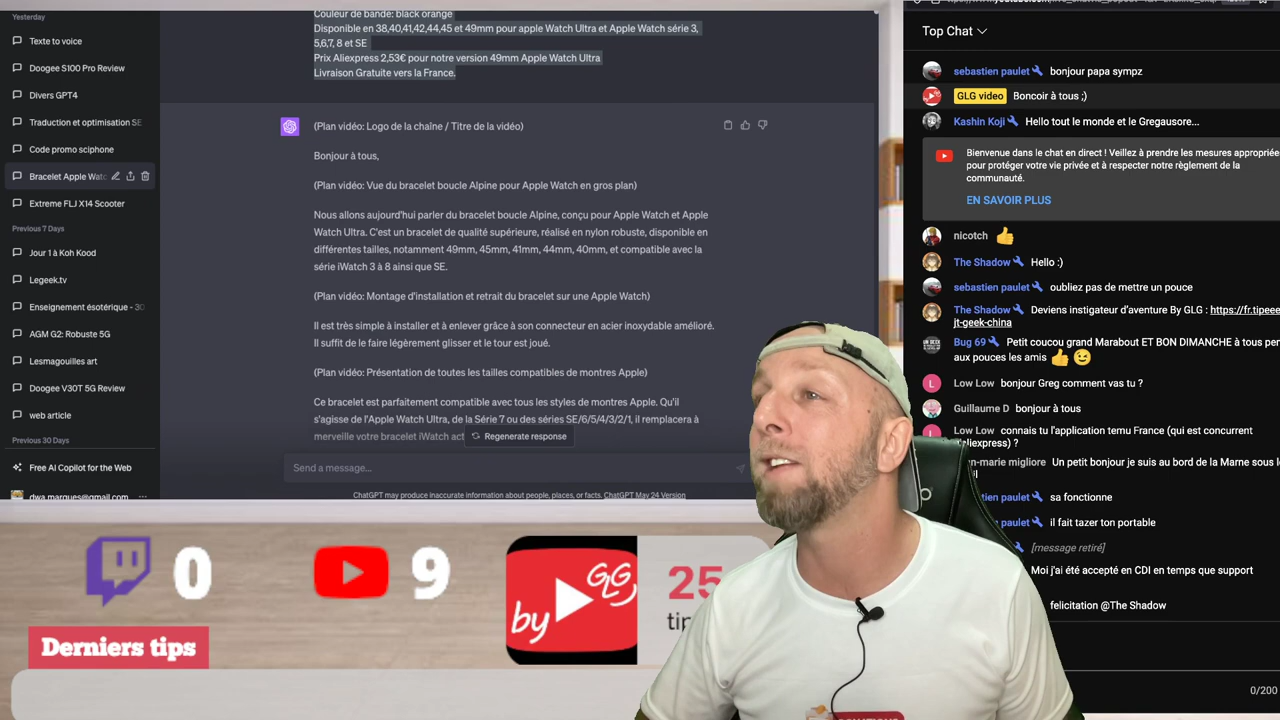 Yesterday
Texte to voice
Doogee S100 Pro Review
Divers GPT4
Traduction et optimisation SE
Code promo sciphone
Bracelet Apple Watc
Extreme FLJ X14 Scooter
Previous 7 Days
Jour 1 à Koh Kood
Legeek.tv
Enseignement ésotérique - 3D
AGM G2: Robuste 5G
Lesmagouilles art
Doogee V30T 5G Review
web article
Previous 30 Days
Free AI Copilot for the Web
dwa.marques@gmail.com
Couleur de bande: black orange
Disponible en 38,40,41,42,44,45 et 49mm pour apple Watch Ultra et Apple Watch série 3,
5,6,7, 8 et SE
Prix Aliexpress 2,53€ pour notre version 49mm Apple Watch Ultra
Livraison Gratuite vers la France.
(Plan vidéo: Logo de la chaîne / Titre de la vidéo)
Bonjour à tous,
(Plan vidéo: Vue du bracelet boucle Alpine pour Apple Watch en gros plan)
Nous allons aujourd'hui parler du bracelet boucle Alpine, conçu pour Apple Watch et Apple
Watch Ultra. C'est un bracelet de qualité supérieure, réalisé en nylon robuste, disponible en
différentes tailles, notamment 49mm, 45mm, 41mm, 44mm, 40mm, et compatible avec la
série iWatch 3 à 8 ainsi que SE.
(Plan vidéo: Montage d'installation et retrait du bracelet sur une Apple Watch)
Il est très simple à installer et à enlever grâce à son connecteur en acier inoxydable amélioré.
Il suffit de le faire légèrement glisser et le tour est joué.
(Plan vidéo: Présentation de toutes les tailles compatibles de montres Apple)
Ce bracelet est parfaitement compatible avec tous les styles de montres Apple. Qu'il
s'agisse de l'Apple Watch Ultra, de la Série 7 ou des séries SE/6/5/4/3/2/1, il remplacera à
merveille votre bracelet iWatch act
Regenerate response
Send a message...
ChatGPT may produce inaccurate information about people, places, or facts. ChatGPT May 24 Version
0
9
by GLG
25
tip
Derniers tips
Top Chat
sebastien paulet bonjour papa sympz
GLG video Boncoir à tous ;)
Kashin Koji Hello tout le monde et le Gregausore...
Bienvenue dans le chat en direct ! Veillez à prendre les mesures appropriée
pour protéger votre vie privée et à respecter notre règlement de la
communauté.
EN SAVOIR PLUS
nicotch
The Shadow Hello :)
sebastien paulet oubliez pas de mettre un pouce
The Shadow Deviens instigateur d'aventure By GLG : https://fr.tipeee
jt-geek-china
Bug 69 Petit coucou grand Marabout ET BON DIMANCHE à tous pen
aux pouces les amis
Low Low bonjour Greg comment vas tu ?
Guillaume D bonjour à tous
Low Low connais tu l'application temu France (qui est concurrent
aliexpress) ?
n-marie migliore Un petit bonjour je suis au bord de la Marne sous l
tien paulet sa fonctionne
paulet il fait tazer ton portable
[message retiré]
Moi j'ai été accepté en CDI en temps que support
felicitation @The Shadow
0/200